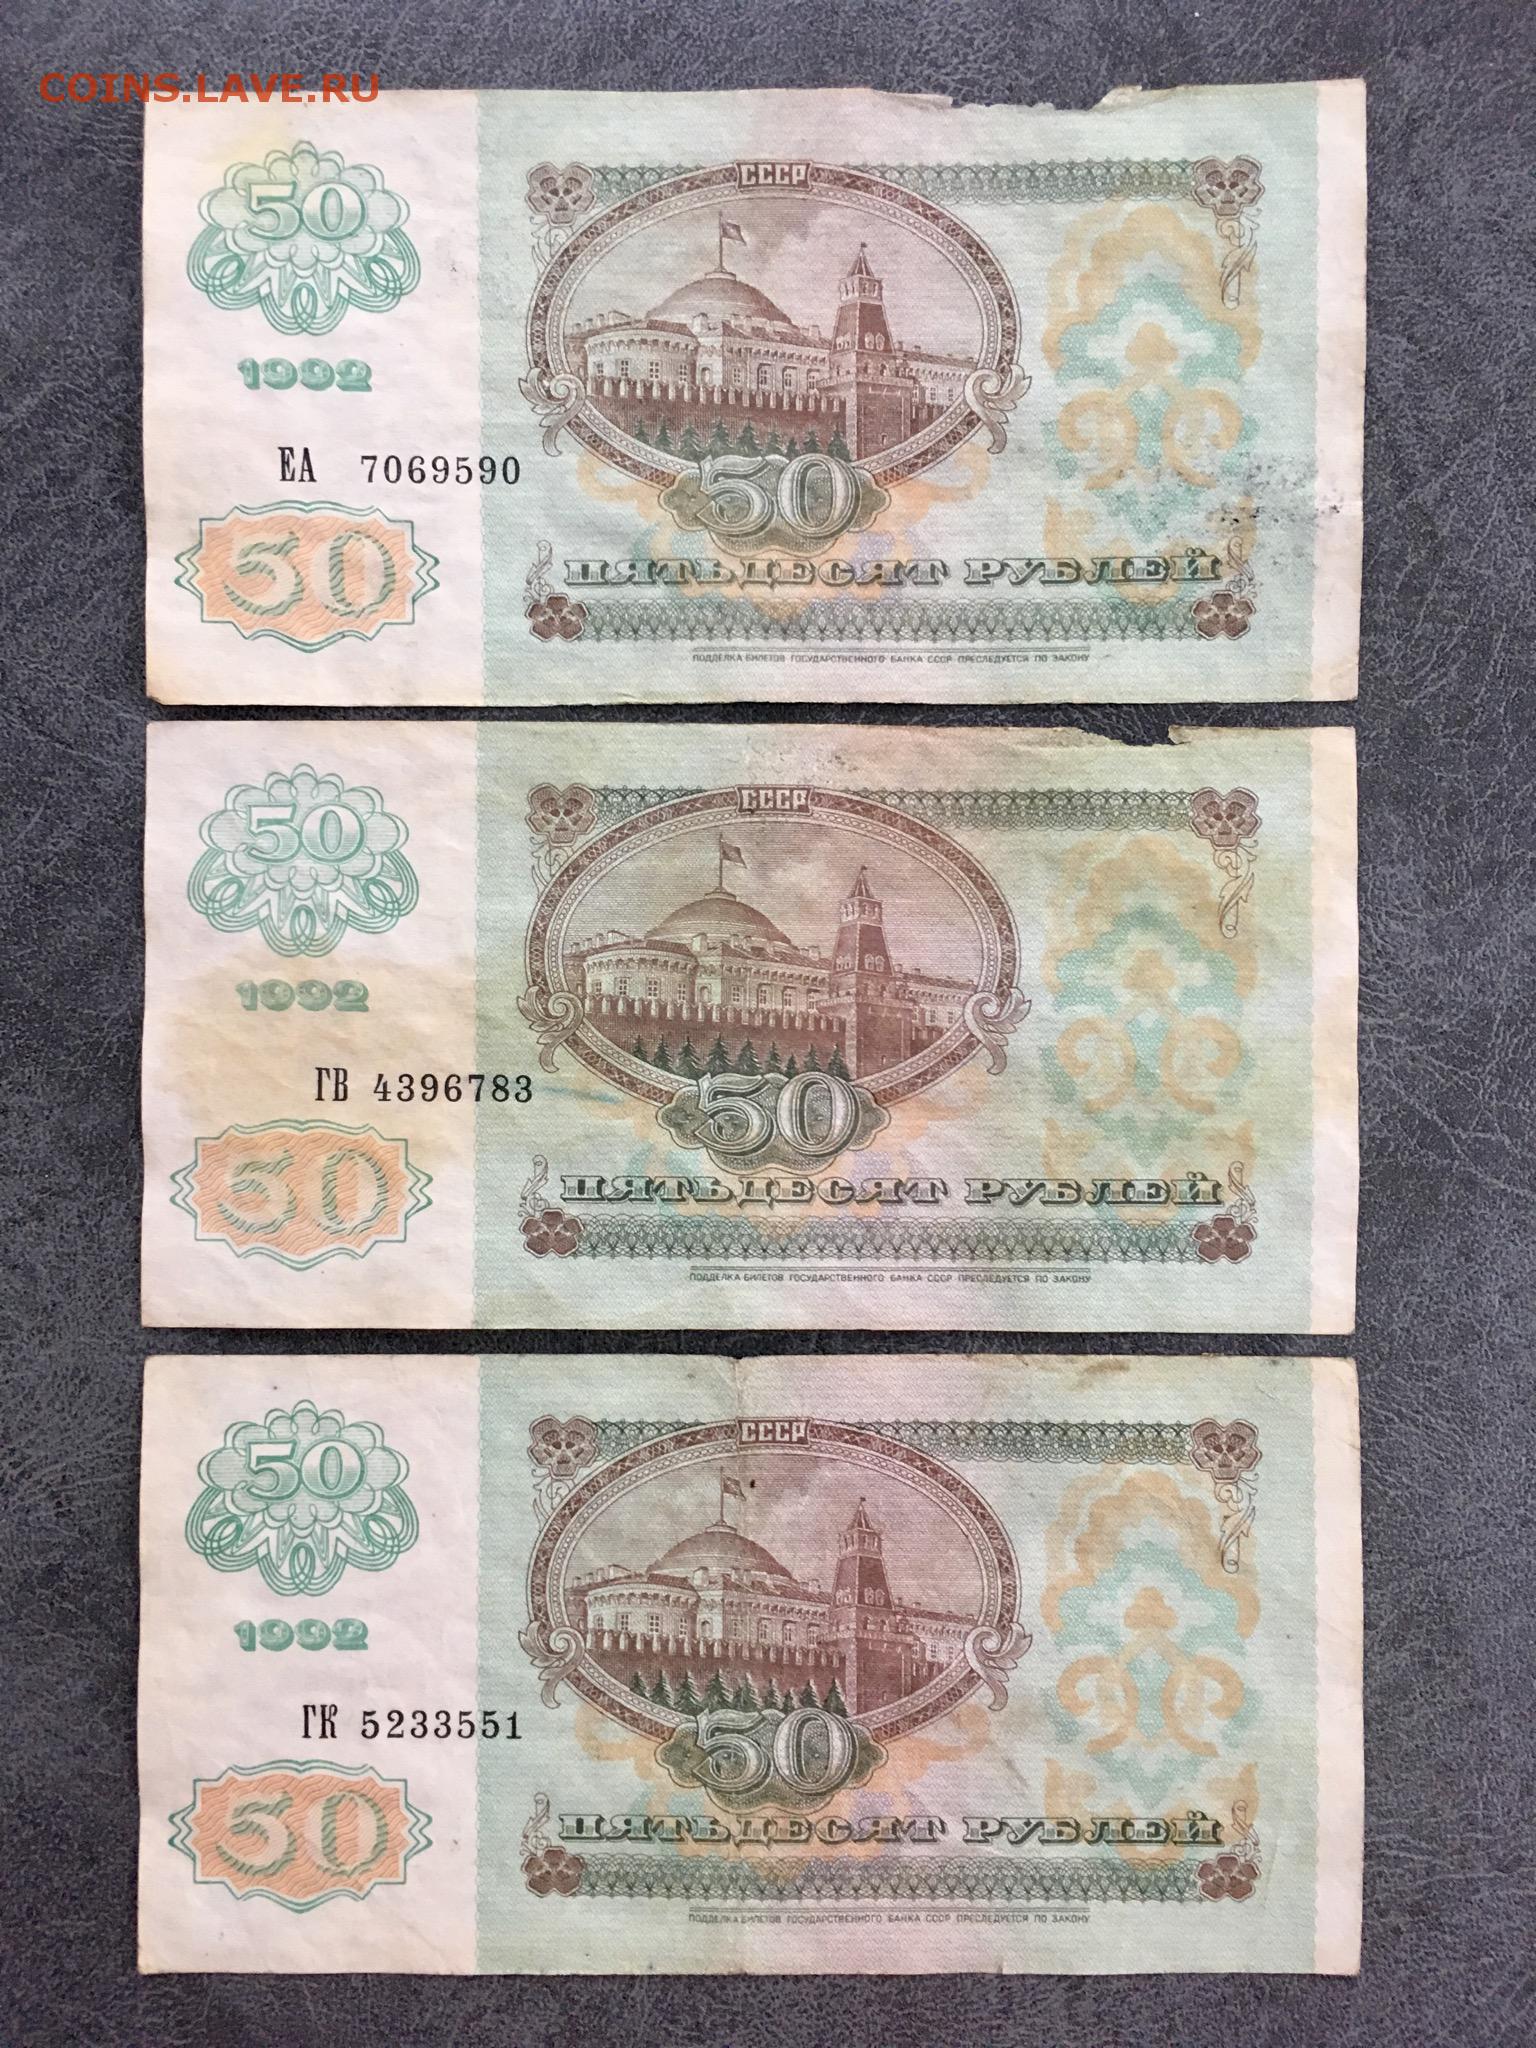 COINS.LAVE.RU
50
СССР
1992
ЕА 7069590
50
50
ПЯТЬДЕСЯТ РУБЛЕЙ
ПОДДЕЛКА БИЛЕТОВ ГОСУДАРСТВЕННОГО БАНКА СССР ПРЕСЛЕДУЕТСЯ ПО ЗАКОНУ
50
СССР
1992
ГВ 4396783
50
50
ПЯТЬДЕСЯТ РУБЛЕЙ
ПОДДЕЛКА БИЛЕТОВ ГОСУДАРСТВЕННОГО БАНКА СССР ПРЕСЛЕДУЕТСЯ ПО ЗАКОНУ
50
СССР
1992
ГК 5233551
50
50
ПЯТЬДЕСЯТ РУБЛЕЙ
ПОДДЕЛКА БИЛЕТОВ ГОСУДАРСТВЕННОГО БАНКА СССР ПРЕСЛЕДУЕТСЯ ПО ЗАКОНУ